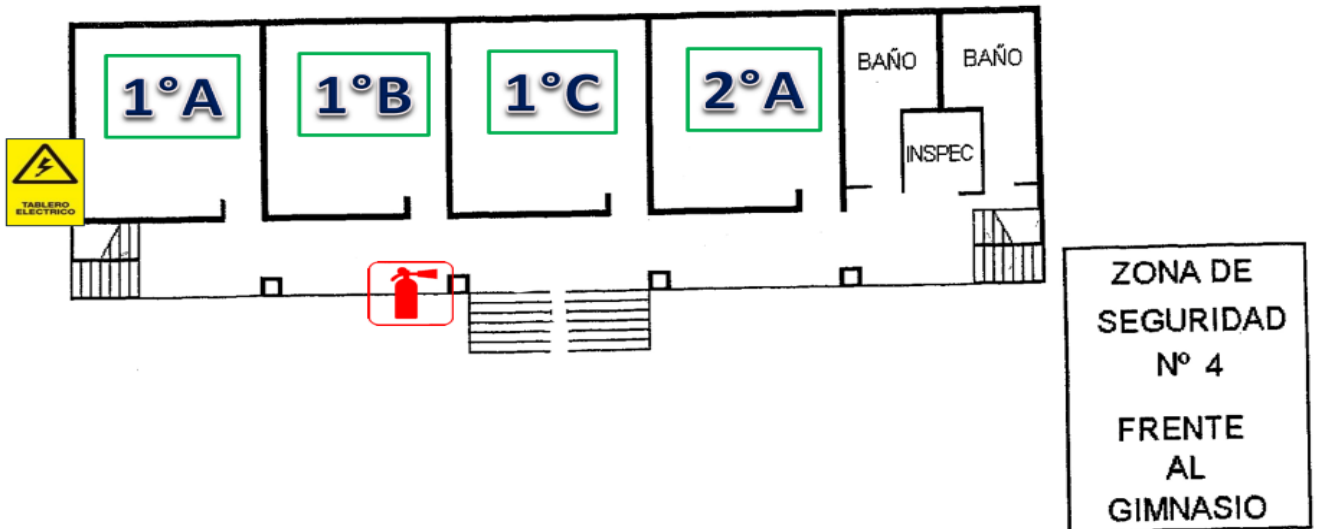 1°A
1°B
1°C
2°A
BAÑO
BAÑO
INSPEC
TABLERO
ELECTRICO
ZONA DE
SEGURIDAD
Nº 4
FRENTE
AL
GIMNASIO